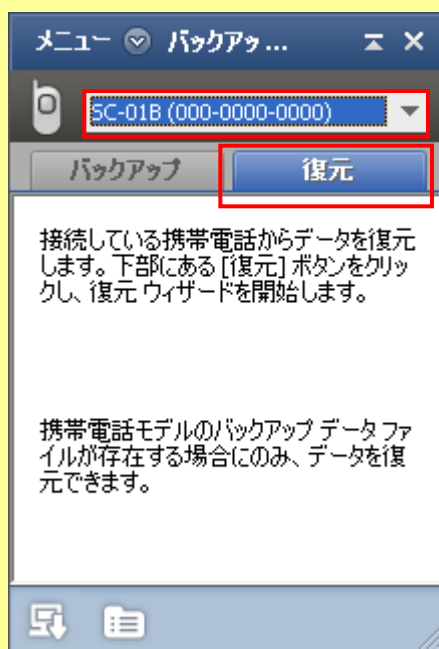 メニュー バックアッ ...
SC-01B (000-0000-0000)
バックアップ 復元
接続している携帯電話からデータを復元
します。下部にある [復元] ボタンをクリッ
クし、復元 ウィザードを開始します。
携帯電話モデルのバックアップ データ ファ
イルが存在する場合にのみ、データを復
元できます。